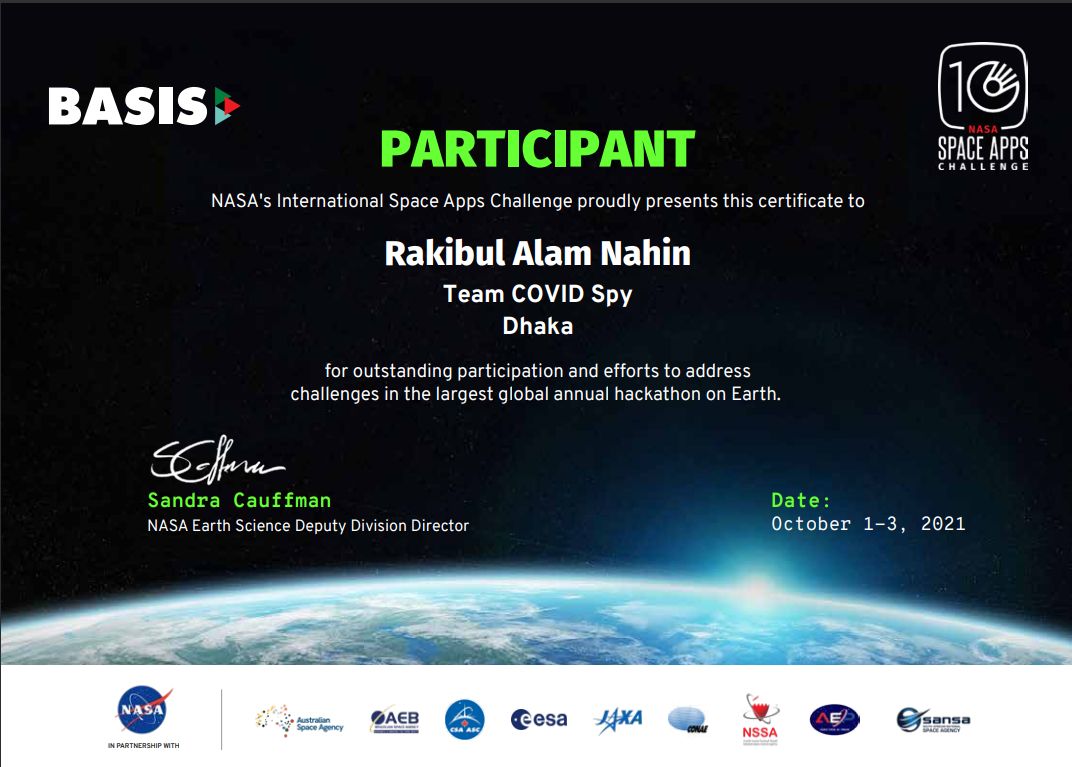 BASIS
10
NASA
SPACE APPS
CHALLENGE
PARTICIPANT
NASA's International Space Apps Challenge proudly presents this certificate to
Rakibul Alam Nahin
Team COVID Spy
Dhaka
for outstanding participation and efforts to address
challenges in the largest global annual hackathon on Earth.
Sandra Cauffman
NASA Earth Science Deputy Division Director
Date:
October 1-3, 2021
NASA
IN PARTNERSHIP WITH
Australian
Space Agency
AEB
CSA ASC
esa
JAXA
CONAE
NSSA
AEP
sansa
SPACE AGENCY